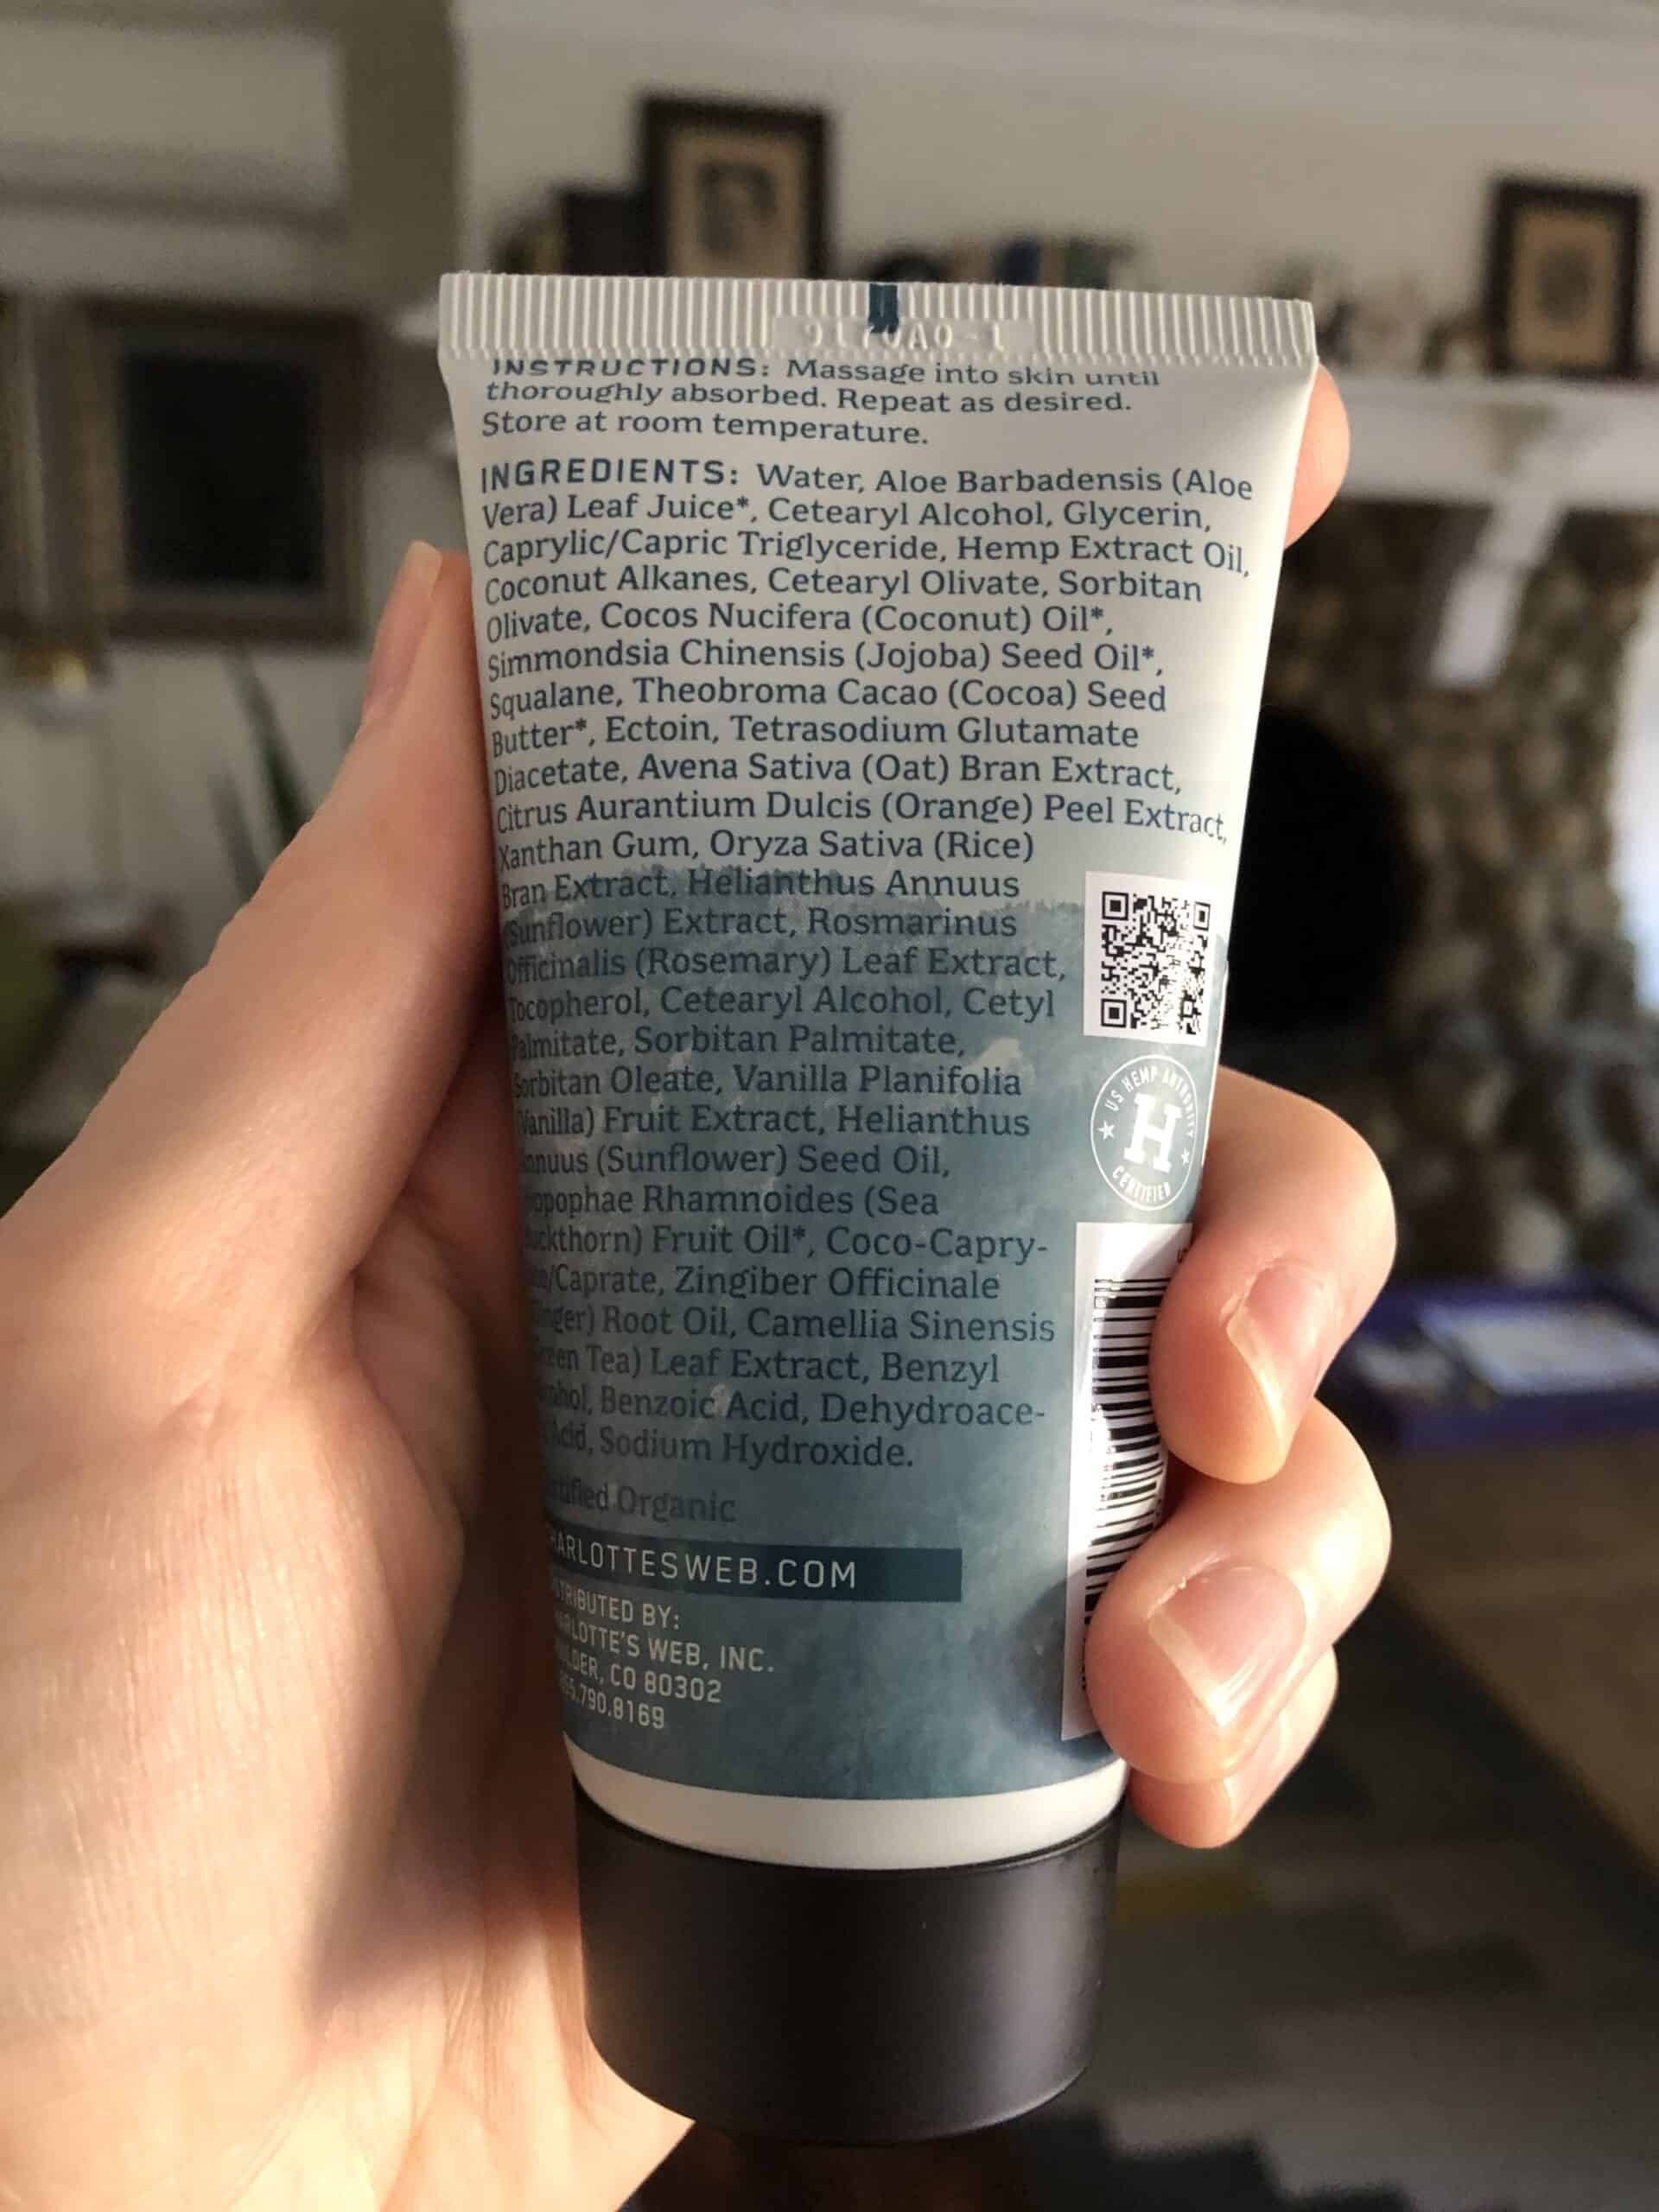 INSTRUCTIONS: Massage into skin until
thoroughly absorbed. Repeat as desired.
Store at room temperature.
INGREDIENTS: Water, Aloe Barbadensis (Aloe
Vera) Leaf Juice*, Cetearyl Alcohol, Glycerin,
Caprylic/Capric Triglyceride, Hemp Extract Oil,
Coconut Alkanes, Cetearyl Olivate, Sorbitan
Olivate, Cocos Nucifera (Coconut) Oil*,
Simmondsia Chinensis (Jojoba) Seed Oil*,
Squalane, Theobroma Cacao (Cocoa) Seed
Butter*, Ectoin, Tetrasodium Glutamate
Diacetate, Avena Sativa (Oat) Bran Extract,
Citrus Aurantium Dulcis (Orange) Peel Extract,
Xanthan Gum, Oryza Sativa (Rice)
Bran Extract, Helianthus Annuus
(Sunflower) Extract, Rosmarinus
Officinalis (Rosemary) Leaf Extract,
Tocopherol, Cetearyl Alcohol, Cetyl
Palmitate, Sorbitan Palmitate,
Sorbitan Oleate, Vanilla Planifolia
(Vanilla) Fruit Extract, Helianthus
Annuus (Sunflower) Seed Oil,
Rhamnoides (Sea
Fruit Oil*, Coco-Capry-
/Caprate, Zingiber Officinale
Root Oil, Camellia Sinensis
Tea) Leaf Extract, Benzyl
Benzoic Acid, Dehydroace-
Acid, Sodium Hydroxide.
Organic
HARLOTTESWEB.COM
BY:
WEB, INC.
CO 80302
.790.8169
US HEMP AUTHORITY
H
CERTIFIED